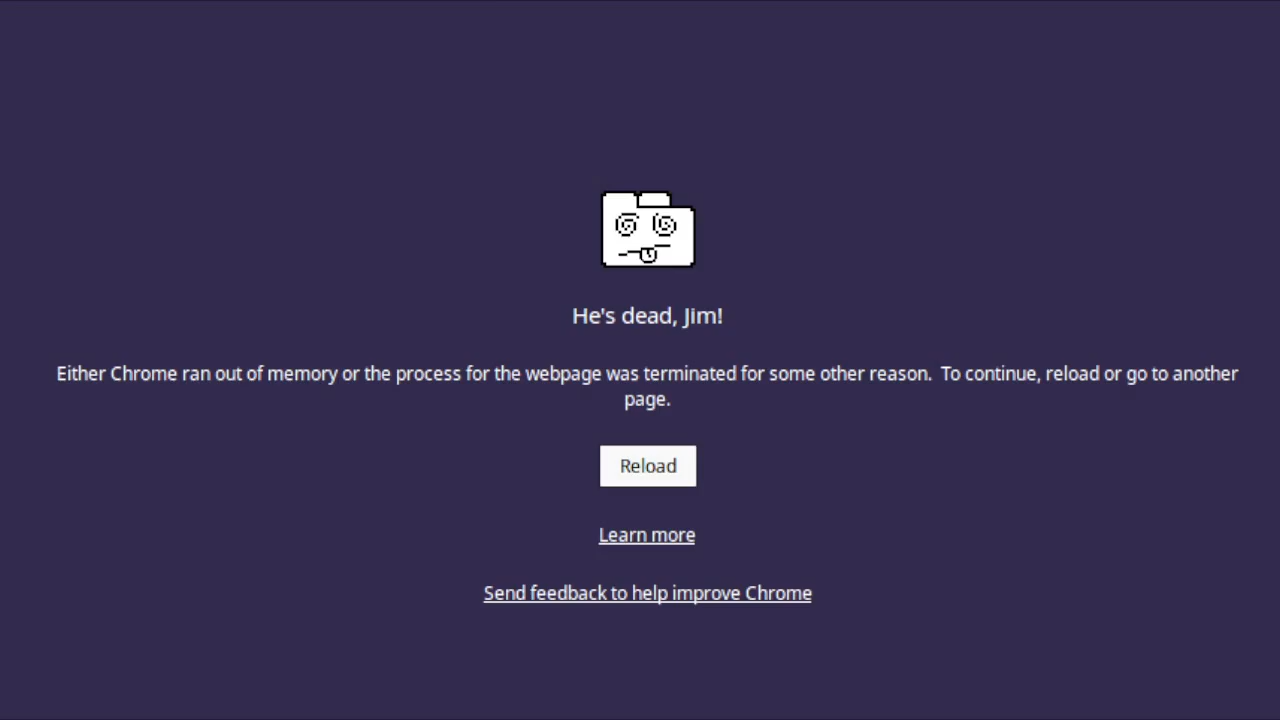 He's dead, Jim!
Either Chrome ran out of memory or the process for the webpage was terminated for some other reason.  To continue, reload or go to another
page.
Reload
Learn more
Send feedback to help improve Chrome